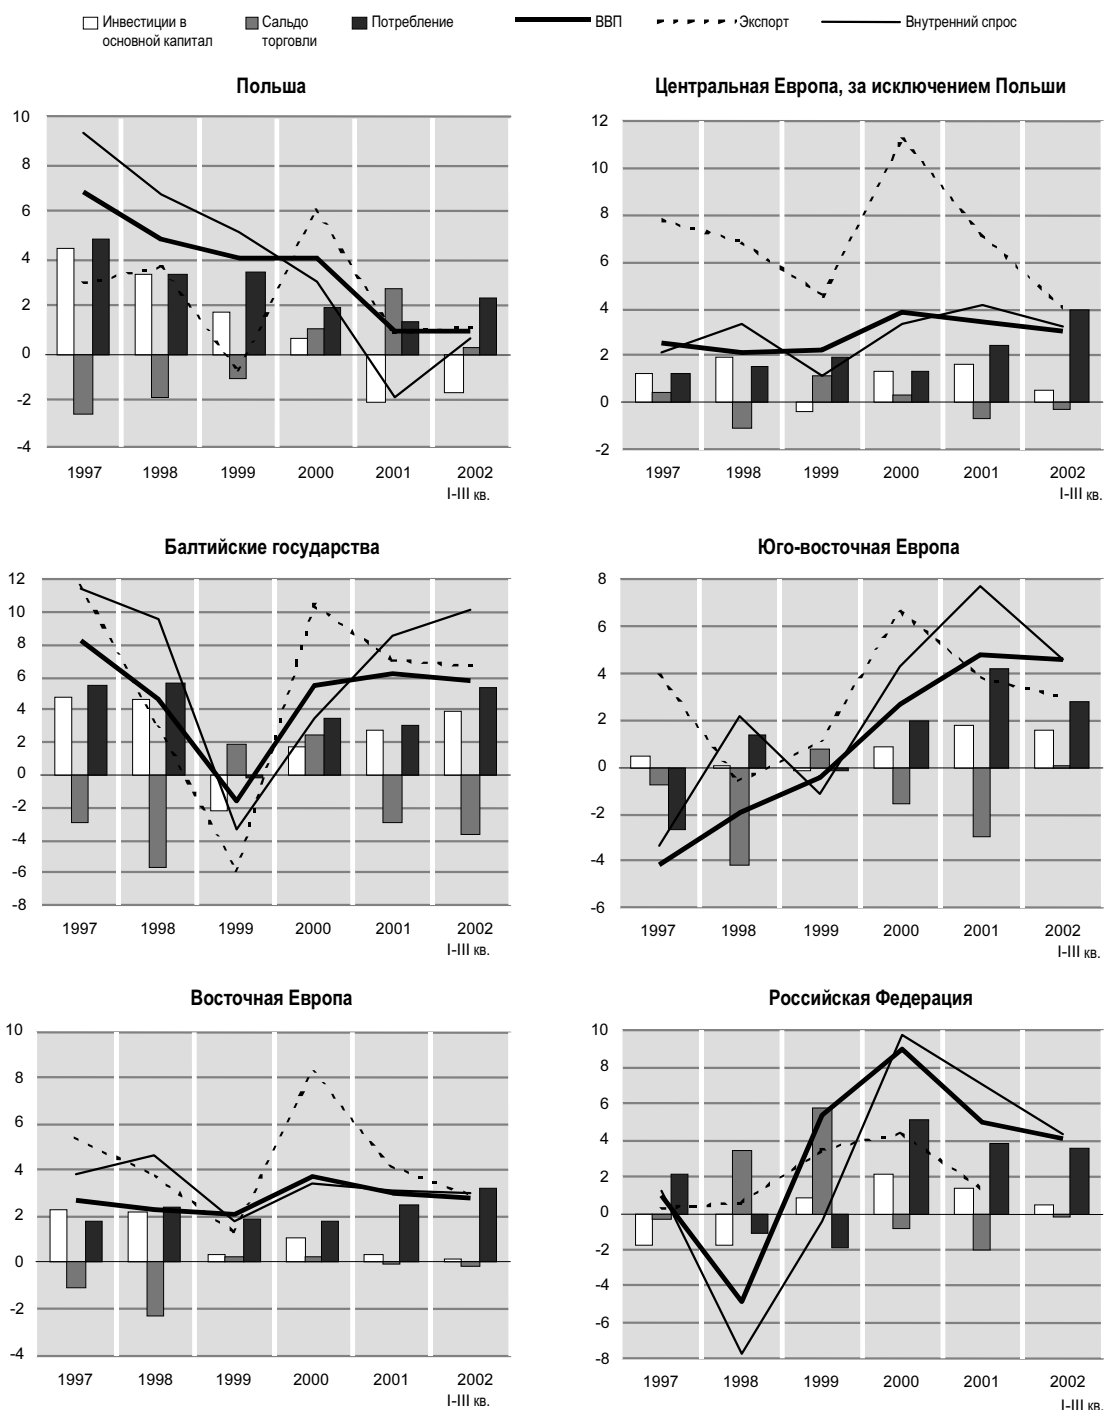 Инвестиции в основной капитал
Сальдо торговли
Потребление
ВВП
Экспорт
Внутренний спрос
Польша
10
8
6
4
2
0
-2
-4
1997 1998 1999 2000 2001 2002
I-III кв.
Центральная Европа, за исключением Польши
12
10
8
6
4
2
0
-2
1997 1998 1999 2000 2001 2002
I-III кв.
Балтийские государства
12
10
8
6
4
2
0
-2
-4
-6
-8
1997 1998 1999 2000 2001 2002
I-III кв.
Юго-восточная Европа
8
6
4
2
0
-2
-4
-6
1997 1998 1999 2000 2001 2002
I-III кв.
Восточная Европа
10
8
6
4
2
0
-2
-4
1997 1998 1999 2000 2001 2002
I-III кв.
Российская Федерация
10
8
6
4
2
0
-2
-4
-6
-8
1997 1998 1999 2000 2001 2002
I-III кв.